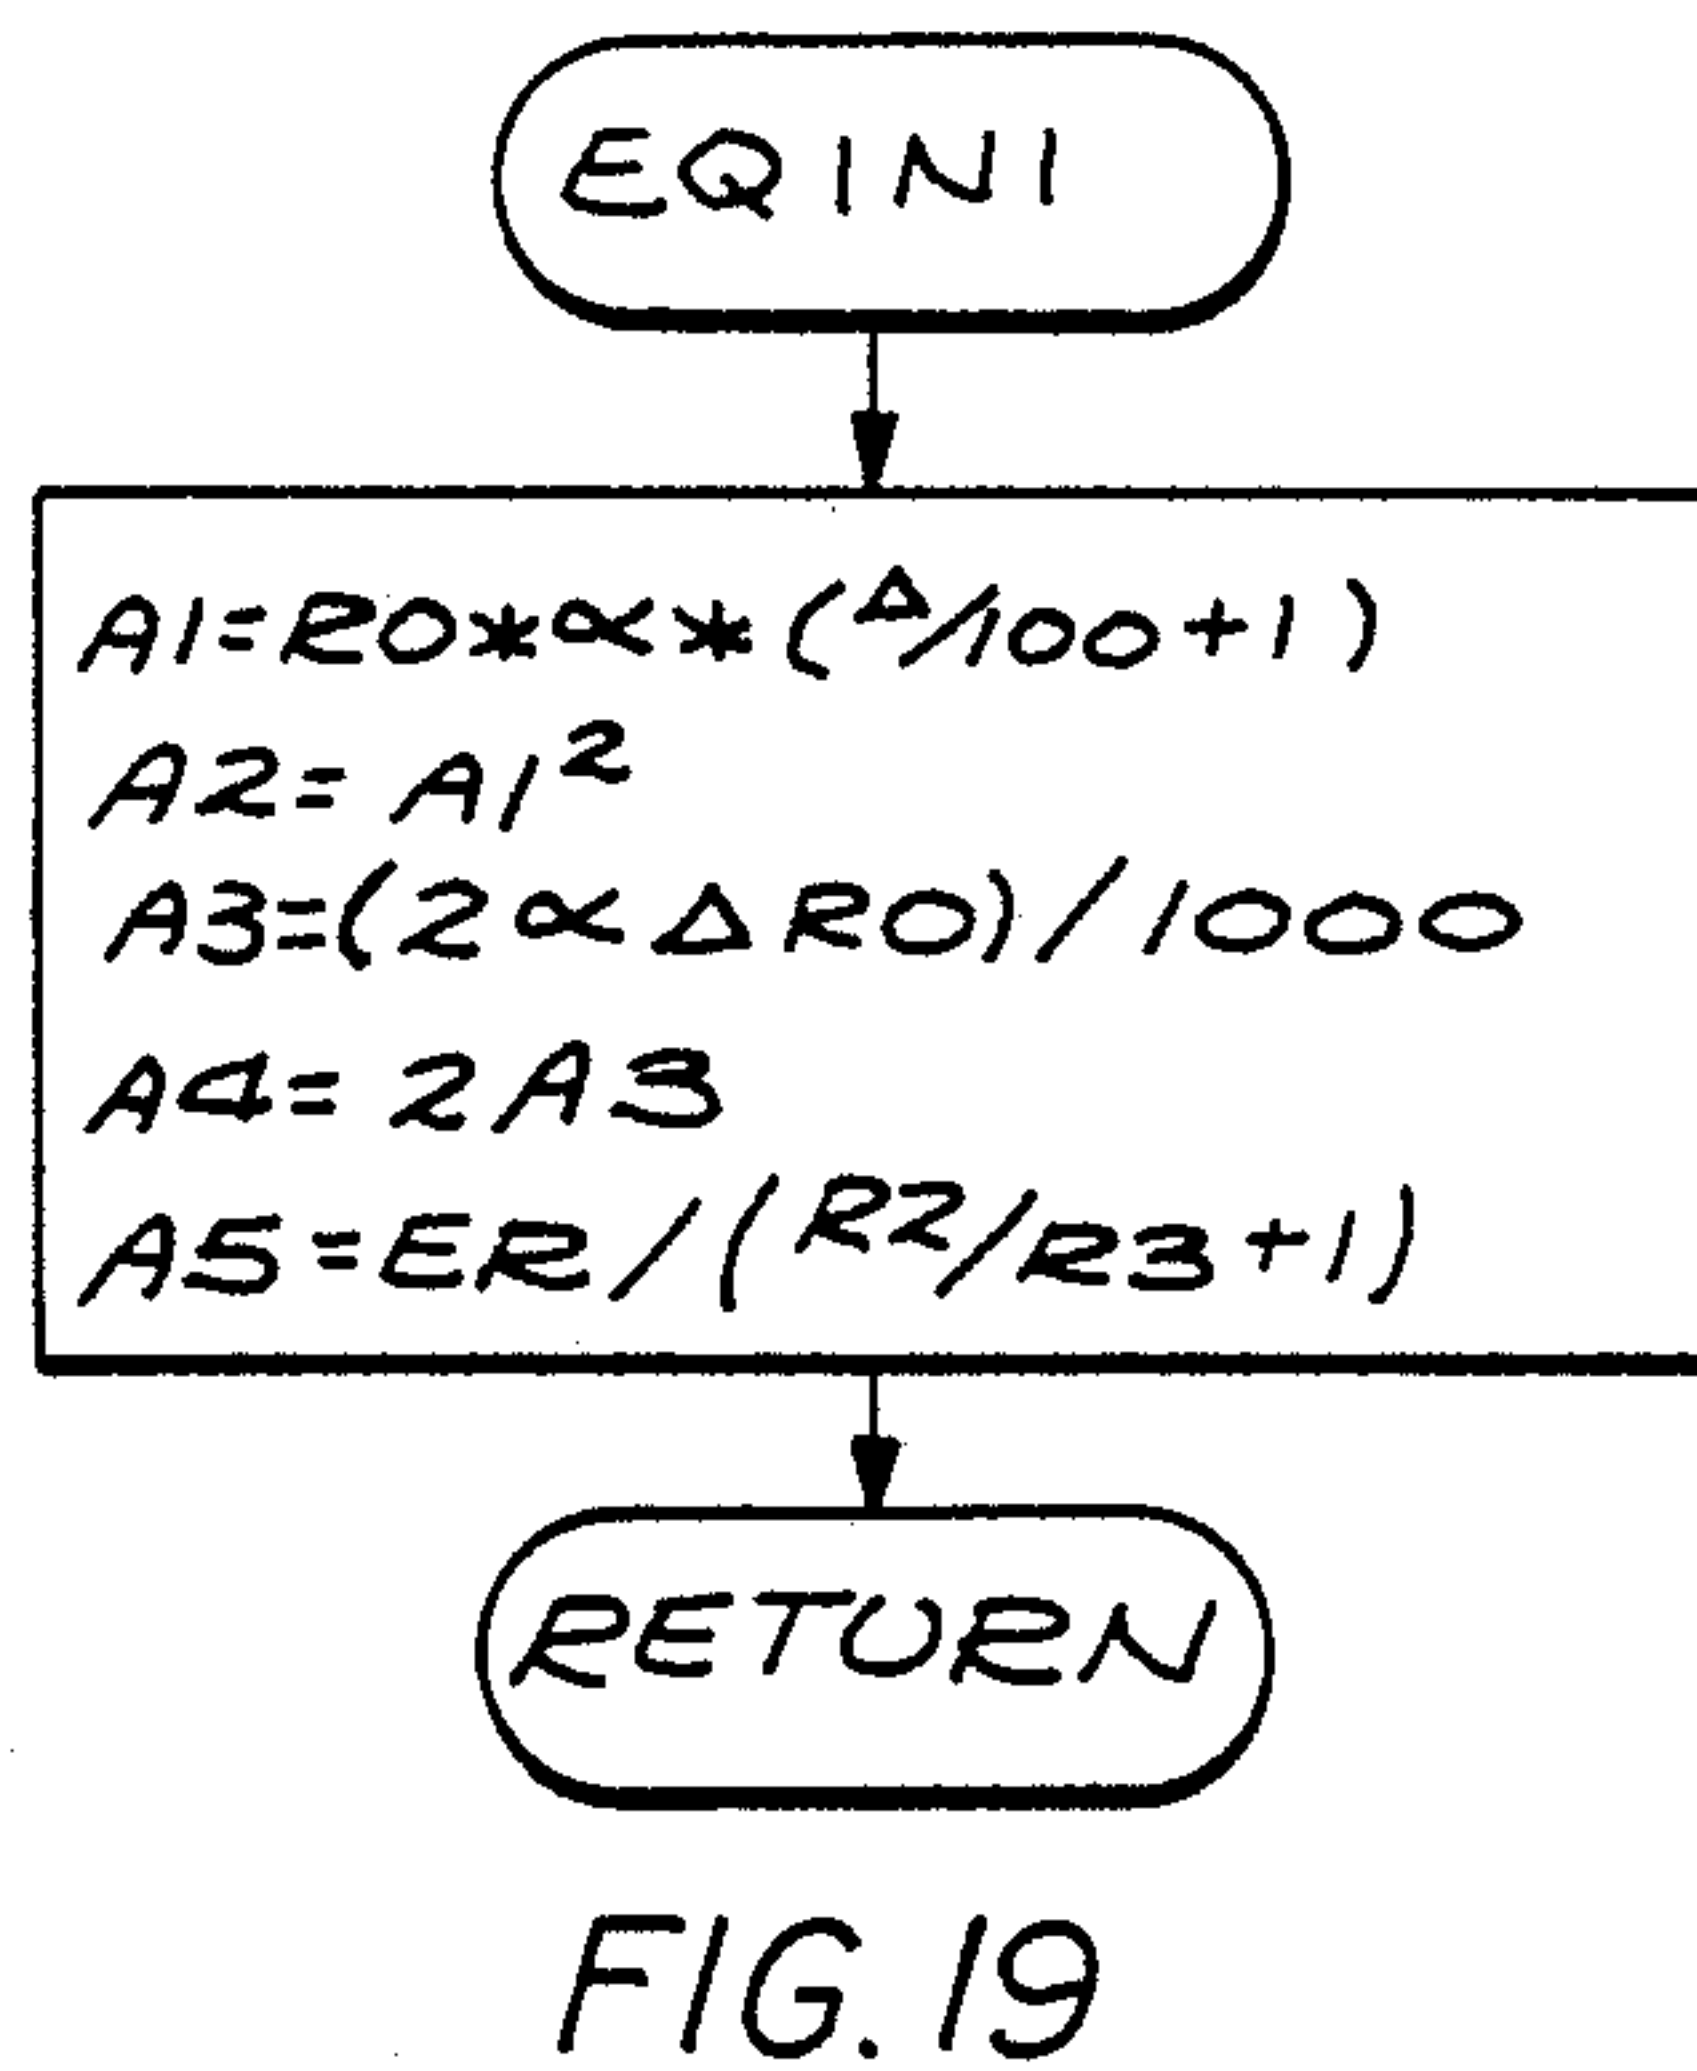 EQINI
A1=R0*α*(Δ/100+1)
A2=A1²
A3=(2αΔR0)/1000
A4=2A3
A5=ER/(R2/R3+1)
RETURN
FIG.19